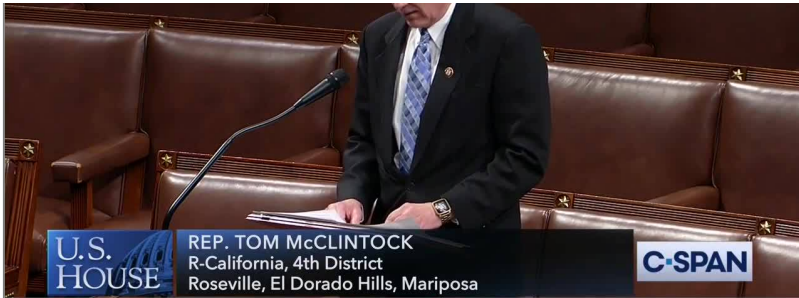 U.S.
HOUSE
REP. TOM McCLINTOCK
R-California, 4th District
Roseville, El Dorado Hills, Mariposa
C-SPAN